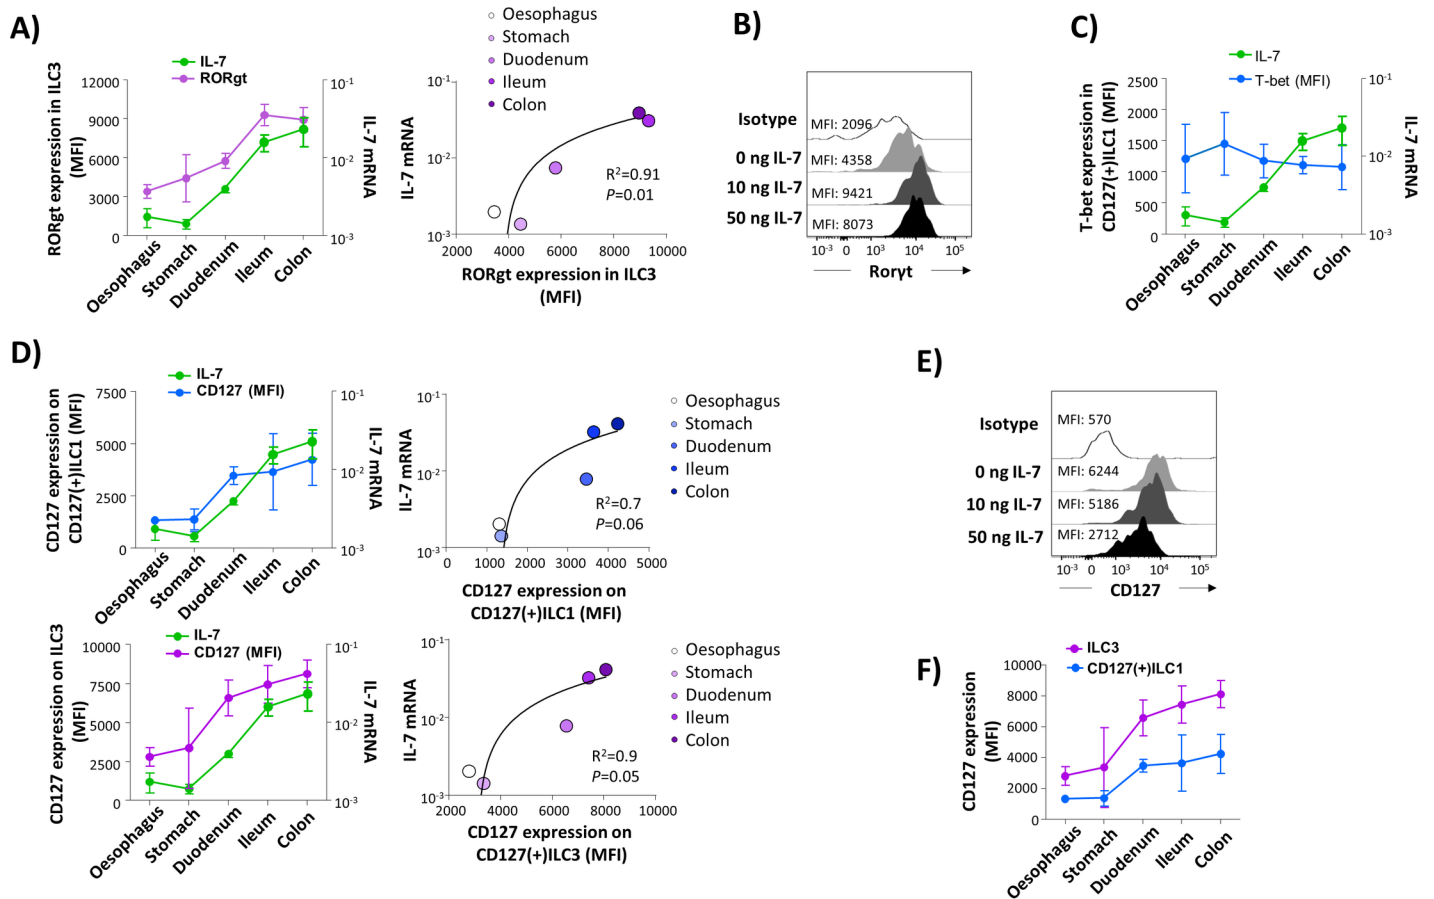 A)
IL-7
RORgt
RORgt expression in ILC3
(MFI)
12000
9000
6000
3000
0
10-1
10-2
10-3
IL-7 mRNA
Oesophagus
Stomach
Duodenum
Ileum
Colon
Oesophagus
Stomach
Duodenum
Ileum
Colon
IL-7 mRNA
10-1
10-2
10-3
R2=0.91
P=0.01
2000
4000
6000
8000
10000
RORgt expression in ILC3
(MFI)
B)
Isotype
0 ng IL-7
10 ng IL-7
50 ng IL-7
MFI: 2096
MFI: 4358
MFI: 9421
MFI: 8073
10-3
0
103
104
105
Rorγt
C)
IL-7
T-bet (MFI)
T-bet expression in
CD127(+)ILC1 (MFI)
2500
2000
1500
1000
500
0
10-1
10-2
10-3
IL-7 mRNA
Oesophagus
Stomach
Duodenum
Ileum
Colon
D)
IL-7
CD127 (MFI)
CD127 expression on
CD127(+)ILC1 (MFI)
7500
5000
2500
0
10-1
10-2
10-3
IL-7 mRNA
Oesophagus
Stomach
Duodenum
Ileum
Colon
IL-7 mRNA
10-1
10-2
10-3
R2=0.7
P=0.06
0
1000
2000
3000
4000
5000
CD127 expression on
CD127(+)ILC1 (MFI)
Oesophagus
Stomach
Duodenum
Ileum
Colon
IL-7
CD127 (MFI)
CD127 expression on ILC3
(MFI)
10000
7500
5000
2500
0
10-1
10-2
10-3
IL-7 mRNA
Oesophagus
Stomach
Duodenum
Ileum
Colon
IL-7 mRNA
10-1
10-2
10-3
R2=0.9
P=0.05
2000
4000
6000
8000
10000
CD127 expression on
CD127(+)ILC3 (MFI)
Oesophagus
Stomach
Duodenum
Ileum
Colon
E)
Isotype
0 ng IL-7
10 ng IL-7
50 ng IL-7
MFI: 570
MFI: 6244
MFI: 5186
MFI: 2712
10-3
0
103
104
105
CD127
F)
ILC3
CD127(+)ILC1
CD127 expression
(MFI)
10000
8000
6000
4000
2000
0
Oesophagus
Stomach
Duodenum
Ileum
Colon